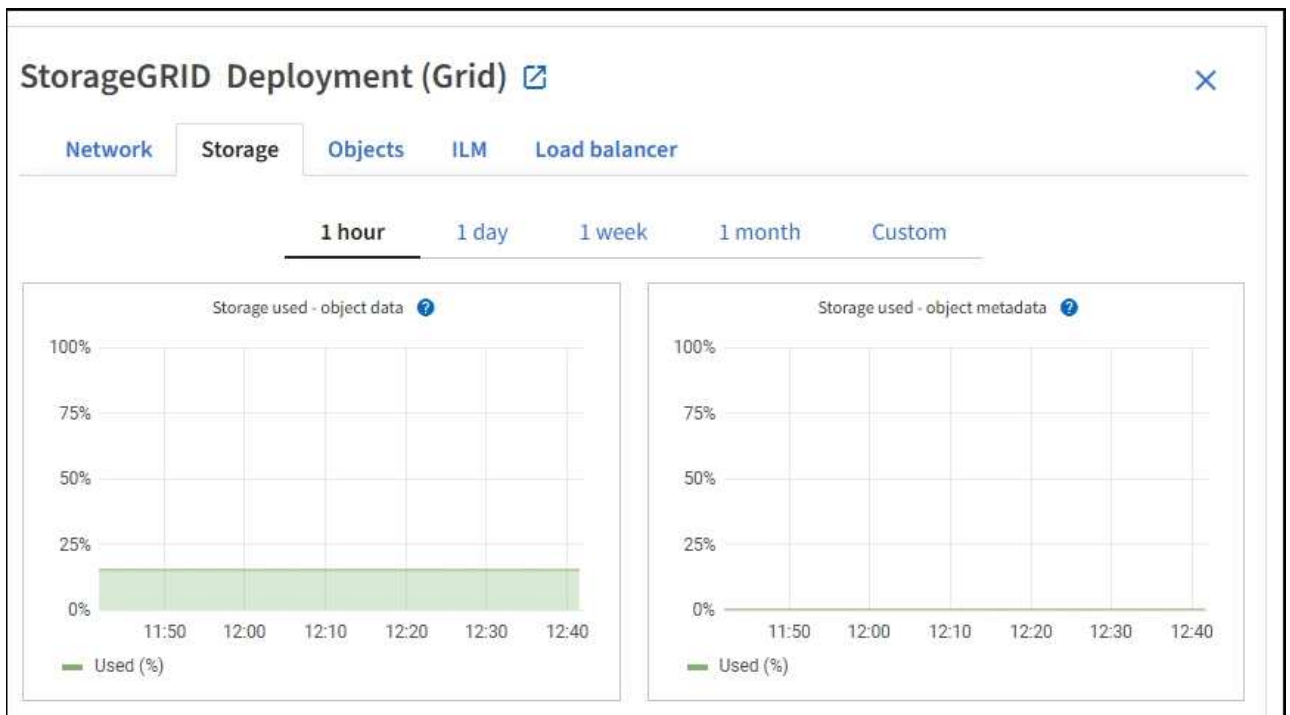 StorageGRID Deployment (Grid)
Network Storage Objects ILM Load balancer
1 hour 1 day 1 week 1 month Custom
Storage used - object data ?
100%
75%
50%
25%
0%
11:50 12:00 12:10 12:20 12:30 12:40
Used (%)
Storage used - object metadata ?
100%
75%
50%
25%
0%
11:50 12:00 12:10 12:20 12:30 12:40
Used (%)